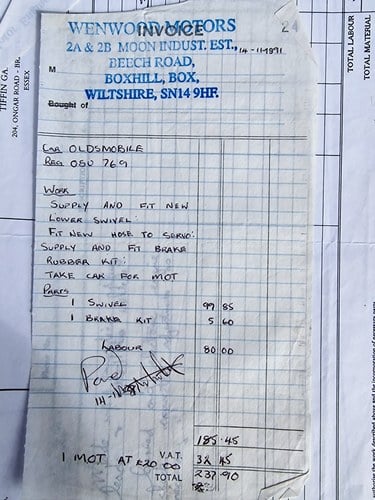 INVOICE
24
WENWOOD MOTORS
2A & 2B MOON INDUST. EST.,
14-11-1991
BEECH ROAD,
M
BOXHILL, BOX,
WILTSHIRE, SN14 9HF.
Bought of
CAR OLDSMOBILE
REG OSU 769
WORK
SUPPLY AND FIT NEW
LOWER SWIVEL:
FIT NEW HOSE TO SERVO:
SUPPLY AND FIT BRAKE
RUBBER KIT:
TAKE CAR FOR MOT
PARTS
1 SWIVEL 99 85
1 BRAKE KIT 5 60
LABOUR 80 00
Paid
14-11-
185.45
1 MOT AT £20.00 V.A.T. 32 45
TOTAL 237.90
TIFFIN GA.
204, ONGAR ROAD - BR.
ESSEX
TOTAL LABOUR
TOTAL MATERIAL